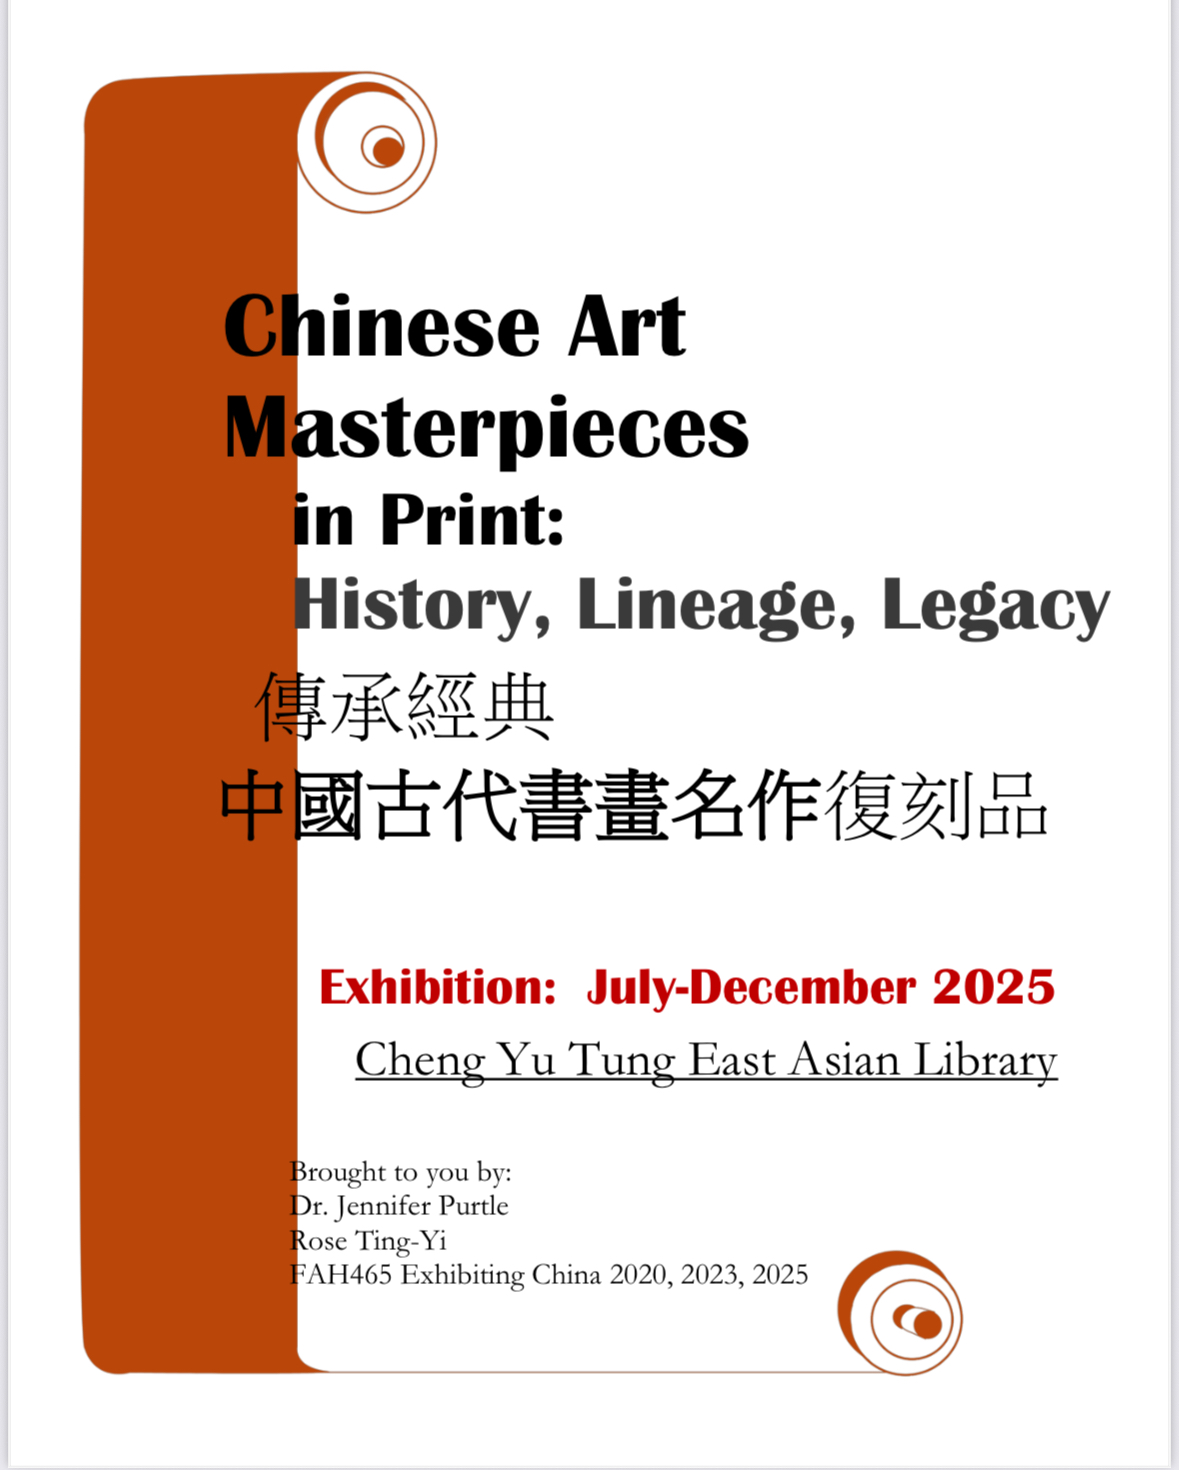 Chinese Art
Masterpieces
in Print:
History, Lineage, Legacy
傳承經典
中國古代書畫名作復刻品
Exhibition: July-December 2025
Cheng Yu Tung East Asian Library
Brought to you by:
Dr. Jennifer Purtle
Rose Ting-Yi
FAH465 Exhibiting China 2020, 2023, 2025